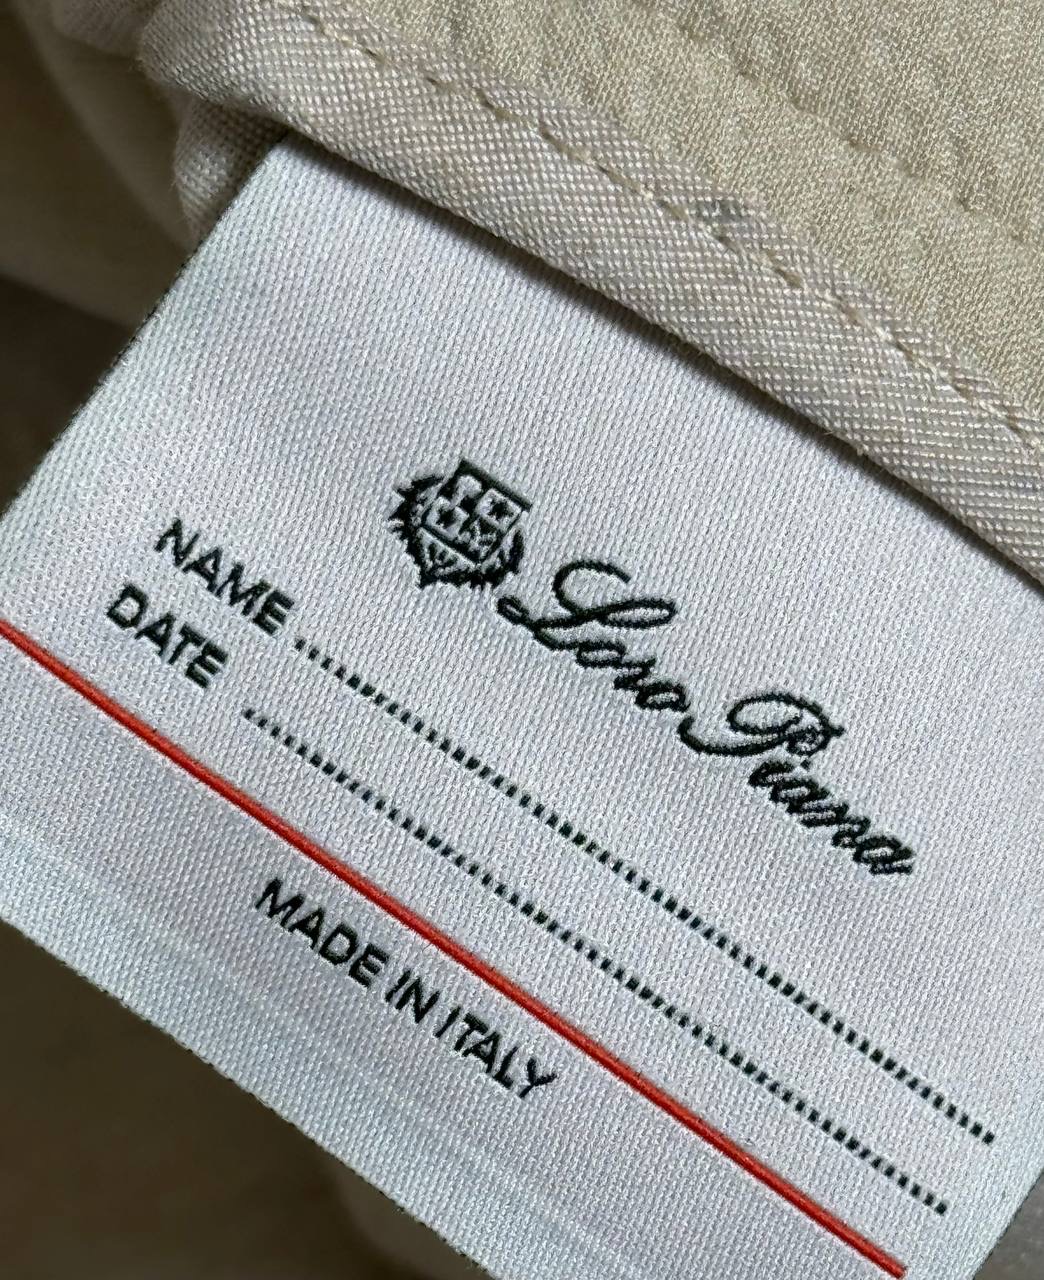 Loro Piana
NAME ........................................
DATE ........................................
MADE IN ITALY